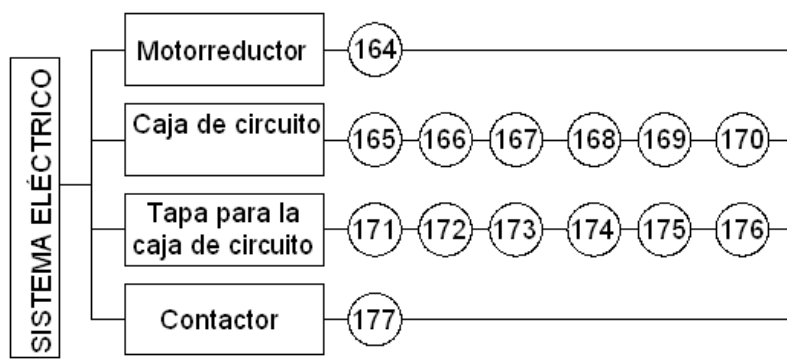 SISTEMA ELÉCTRICO
Motorreductor
164
Caja de circuito
165 166 167 168 169 170
Tapa para la
caja de circuito
171 172 173 174 175 176
Contactor
177